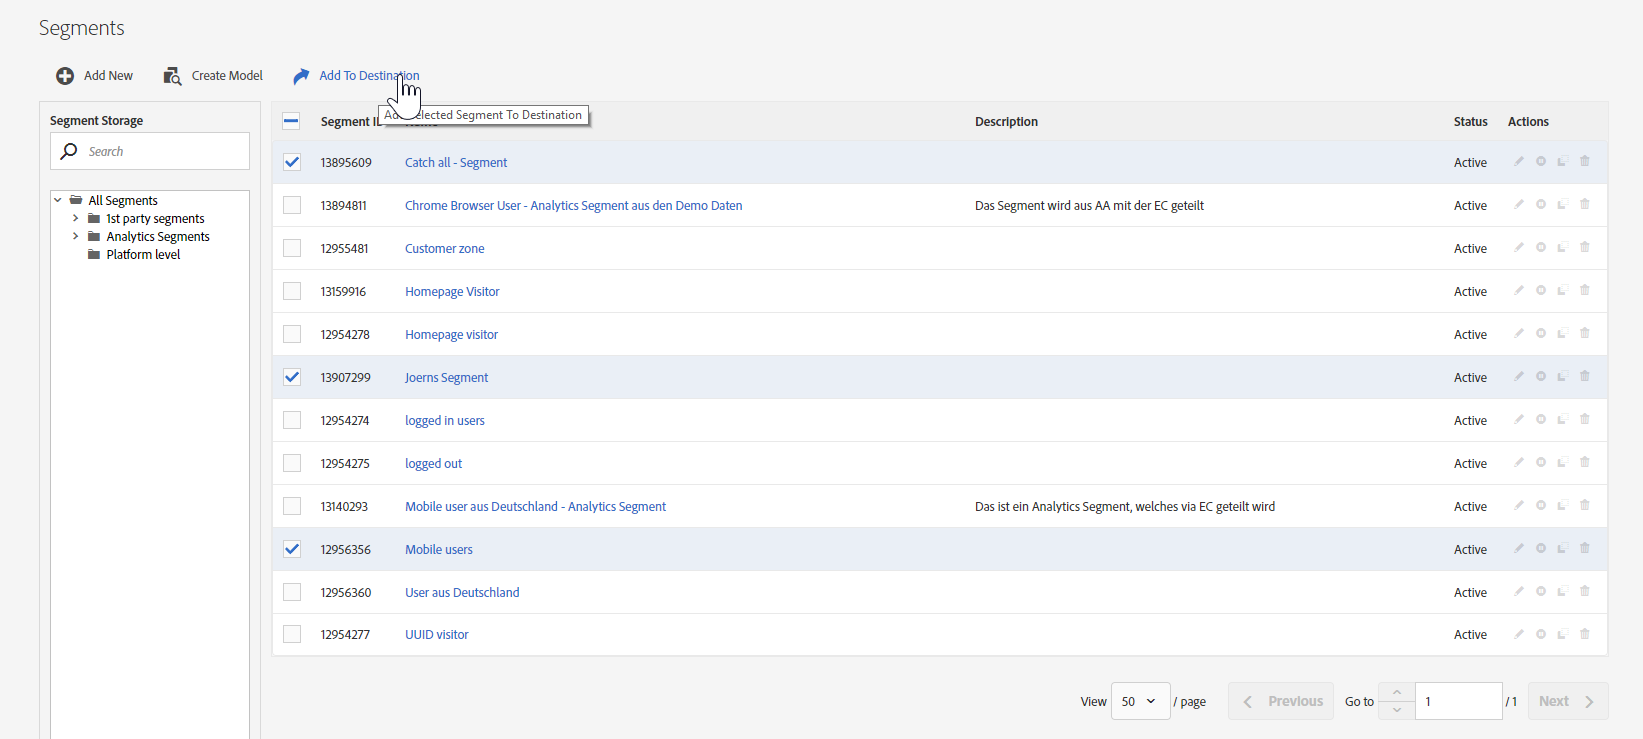 Segments
Add New Create Model Add To Destination
Segment Storage
Search
All Segments
1st party segments
Analytics Segments
Platform level
Selected Segment To Destination
Segment Description Status Actions
13895609 Catch all - Segment Active
13894811 Chrome Browser User - Analytics Segment aus den Demo Daten Das Segment wird aus AA mit der EC geteilt Active
12955481 Customer zone Active
13159916 Homepage Visitor Active
12954278 Homepage visitor Active
13907299 Joerns Segment Active
12954274 logged in users Active
12954275 logged out Active
13140293 Mobile user aus Deutschland - Analytics Segment Das ist ein Analytics Segment, welches via EC geteilt wird Active
12956356 Mobile users Active
12956360 User aus Deutschland Active
12954277 UUID visitor Active
View 50 / page Previous Go to 1 / 1 Next